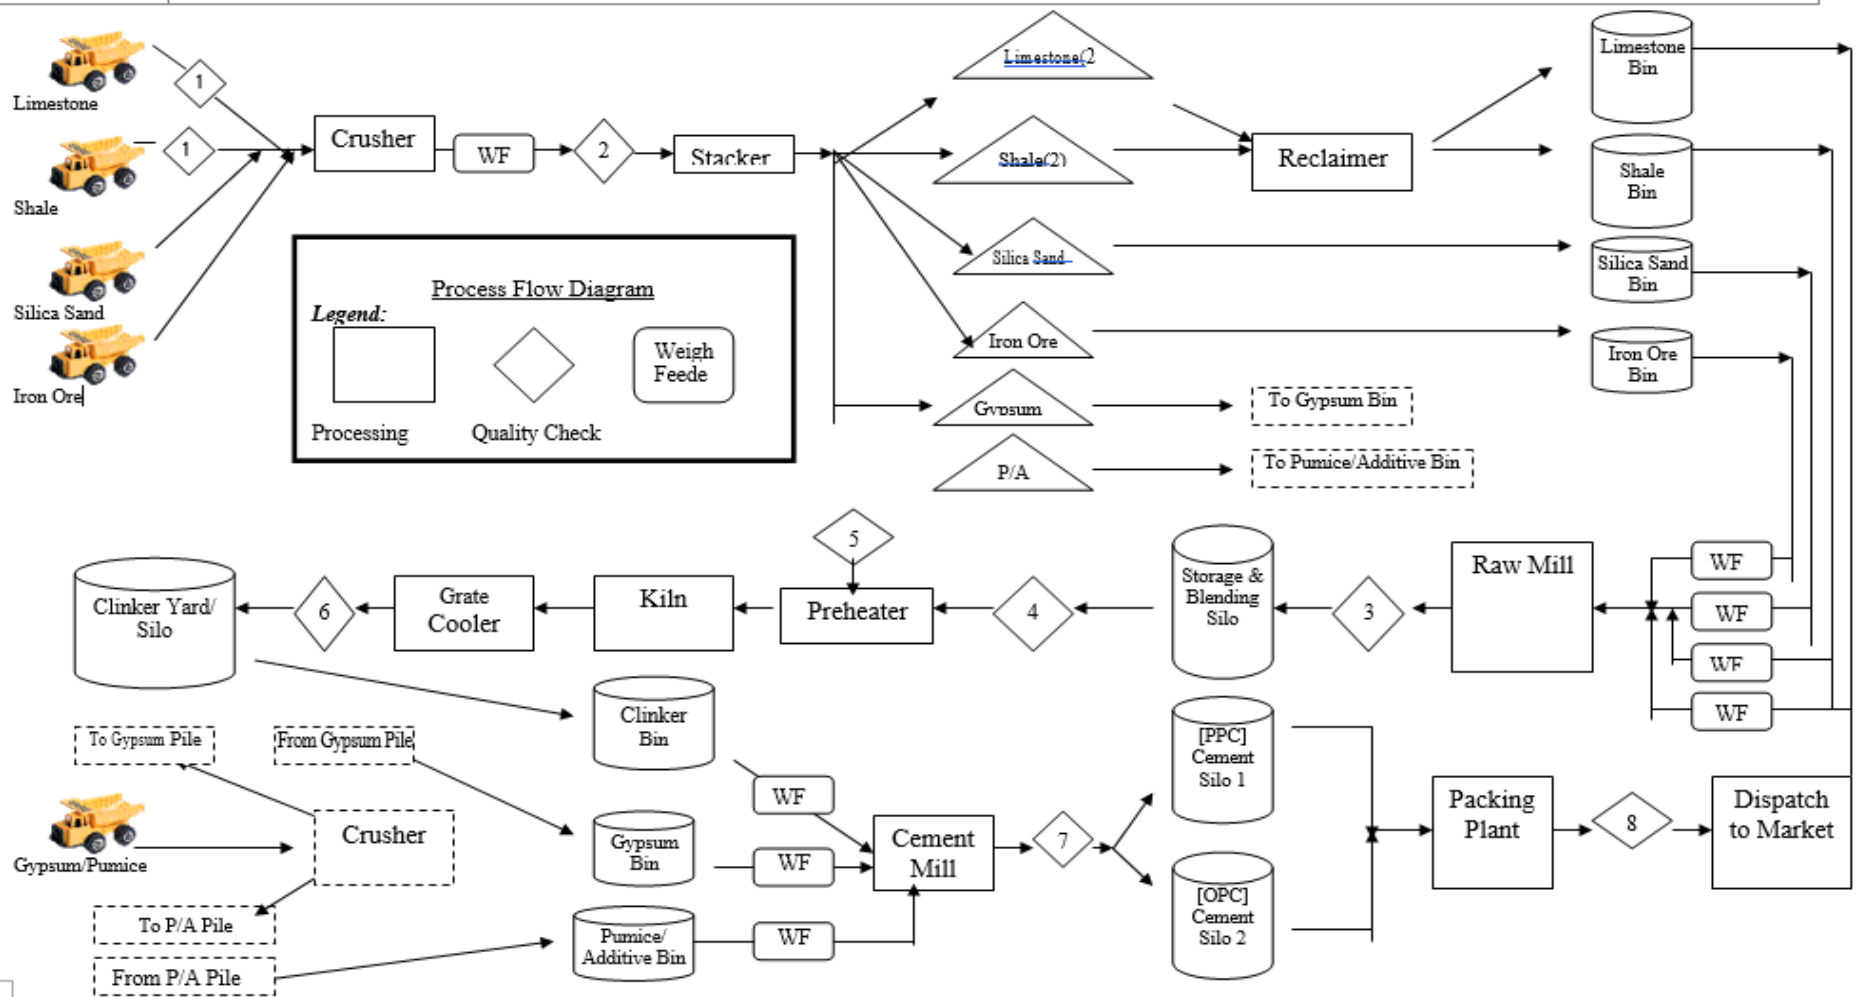 Limestone
1
Shale
1
Silica Sand
Iron Ore
Crusher
WF
2
Stacker
Limestone(2
Shale(2)
Silica Sand
Iron Ore
Gypsum
P/A
Reclaimer
Limestone
Bin
Shale
Bin
Silica Sand
Bin
Iron Ore
Bin
To Gypsum Bin
To Pumice/Additive Bin
Process Flow Diagram
Legend:
Weigh
Feede
Processing
Quality Check
WF
WF
WF
WF
Raw Mill
3
Storage &
Blending
Silo
4
5
Preheater
Kiln
Grate
Cooler
6
Clinker Yard/
Silo
To Gypsum Pile
From Gypsum Pile
Gypsum/Pumice
Crusher
To P/A Pile
From P/A Pile
Clinker
Bin
Gypsum
Bin
Pumice/
Additive Bin
WF
WF
WF
Cement
Mill
7
[PPC]
Cement
Silo 1
[OPC]
Cement
Silo 2
Packing
Plant
8
Dispatch
to Market